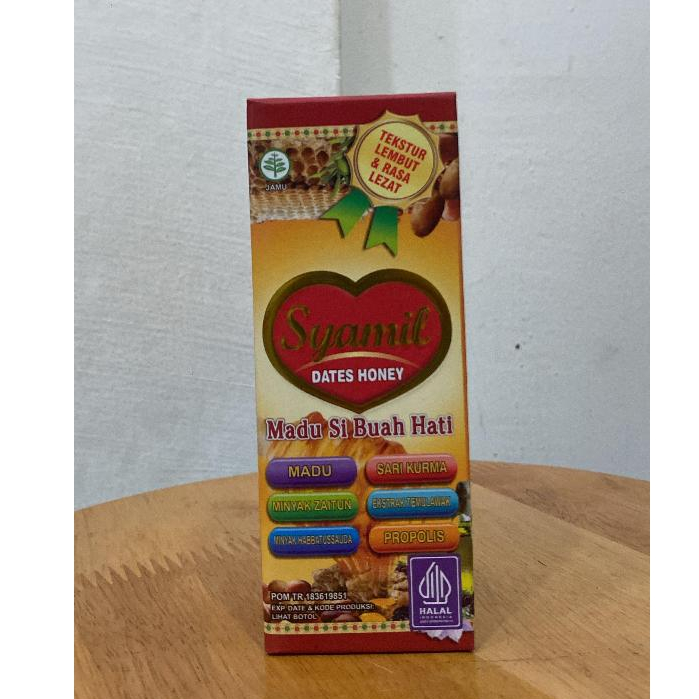 JAMU
TEKSTUR
LEMBUT
& RASA
LEZAT
Syamil
DATES HONEY
Madu Si Buah Hati
MADU
SARI KURMA
MINYAK ZAITUN
EKSTRAK TEMULAWAK
MINYAK HABBATUSSAUDA
PROPOLIS
POM TR.183619851
EXP DATE & KODE PRODUKSI:
LIHAT BOTOL
HALAL
INDONESIA